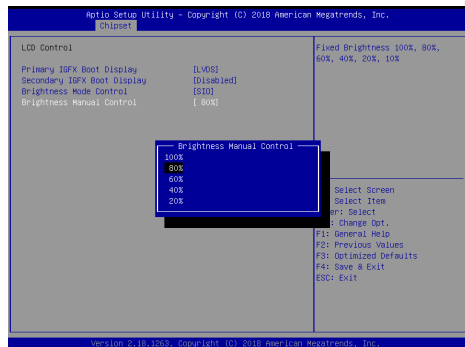 Aptio Setup Utility – Copyright (C) 2018 American Megatrends, Inc.
Chipset
LCD Control
Primary IGFX Boot Display [LVDS]
Secondary IGFX Boot Display [Disabled]
Brightness Mode Control [SIO]
Brightness Manual Control [ 80%]
Fixed Brightness 100%, 80%,
60%, 40%, 20%, 10%
Brightness Manual Control
100%
80%
60%
40%
20%
Select Screen
Select Item
er: Select
: Change Opt.
F1: General Help
F2: Previous Values
F3: Optimized Defaults
F4: Save & Exit
ESC: Exit
Version 2.18.1263. Copyright (C) 2018 American Megatrends, Inc.